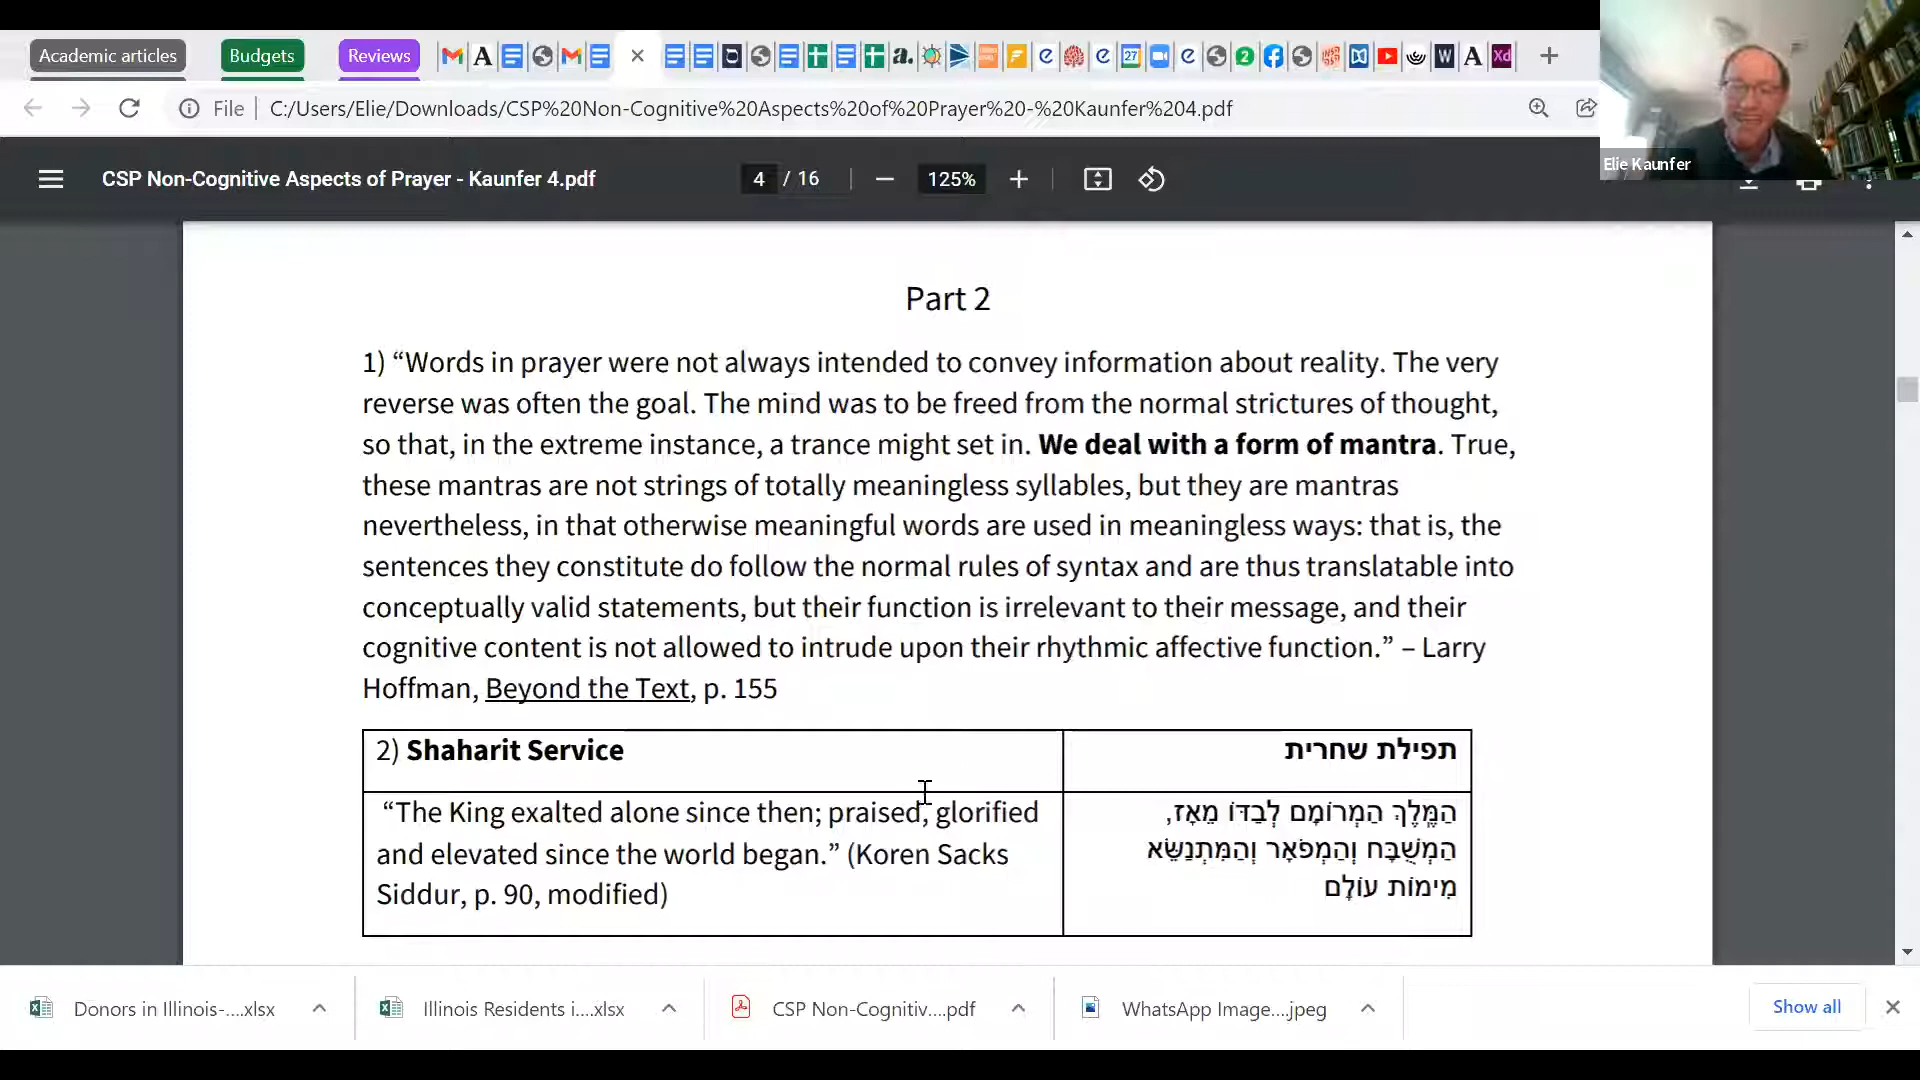 Academic articles
Budgets
Reviews
File
C:/Users/Elie/Downloads/CSP%20Non-Cognitive%20Aspects%20of%20Prayer%20-%20Kaunfer%204.pdf
Elie Kaunfer
CSP Non-Cognitive Aspects of Prayer - Kaunfer 4.pdf
4 / 16
125%
Part 2
1) “Words in prayer were not always intended to convey information about reality. The very
reverse was often the goal. The mind was to be freed from the normal strictures of thought,
so that, in the extreme instance, a trance might set in. We deal with a form of mantra. True,
these mantras are not strings of totally meaningless syllables, but they are mantras
nevertheless, in that otherwise meaningful words are used in meaningless ways: that is, the
sentences they constitute do follow the normal rules of syntax and are thus translatable into
conceptually valid statements, but their function is irrelevant to their message, and their
cognitive content is not allowed to intrude upon their rhythmic affective function.” – Larry
Hoffman, Beyond the Text, p. 155
2) Shaharit Service
תפילת שחרית
“The King exalted alone since then; praised, glorified
and elevated since the world began.” (Koren Sacks
Siddur, p. 90, modified)
הַמֶּלֶךְ הַמְרוֹמָם לְבַדּוֹ מֵאָז,
הַמְשֻׁבָּח וְהַמְפֹאָר וְהַמִּתְנַשֵּׂא
מִימוֹת עוֹלָם
Donors in Illinois-....xlsx
Illinois Residents i....xlsx
CSP Non-Cognitiv....pdf
WhatsApp Image....jpeg
Show all